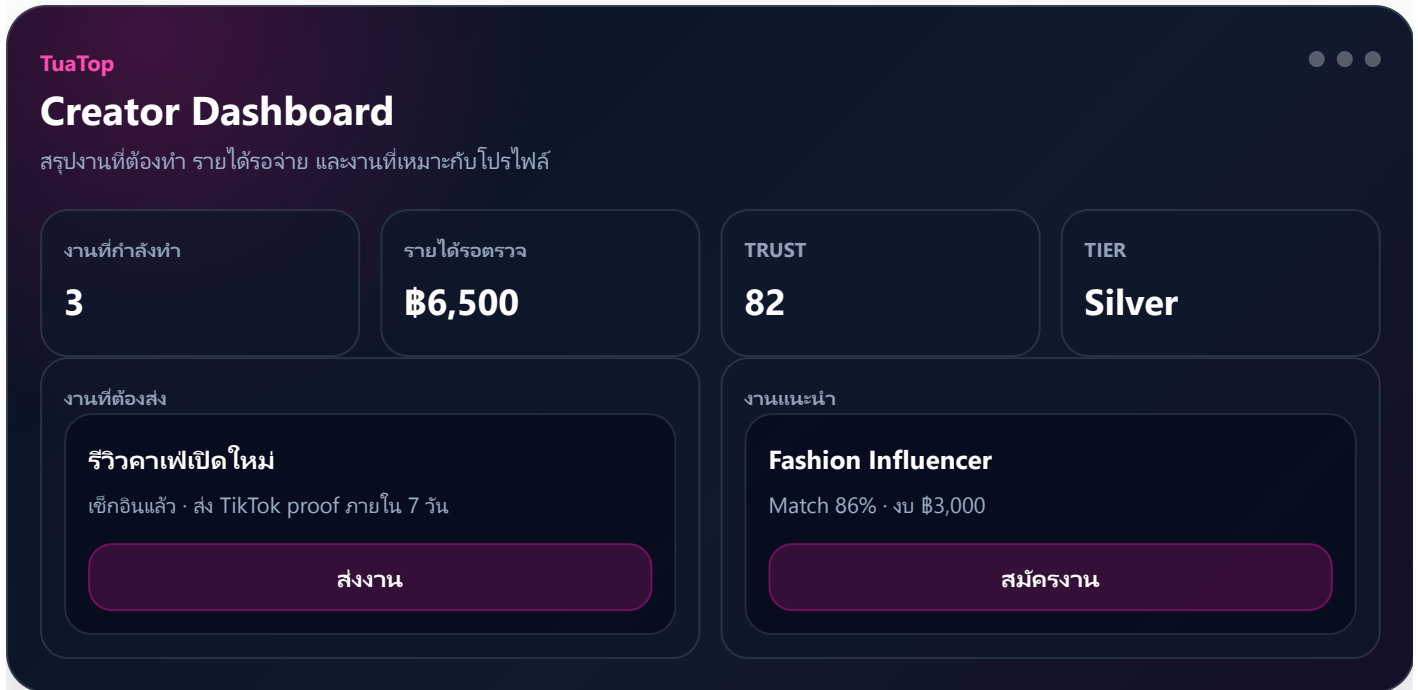 TuaTop
Creator Dashboard
สรุปงานที่ต้องทำ รายได้รอจ่าย และงานที่เหมาะกับโปรไฟล์
งานที่กำลังทำ
3
รายได้รอตรวจ
฿6,500
TRUST
82
TIER
Silver
งานที่ต้องส่ง
รีวิวคาเฟ่เปิดใหม่
เช็กอินแล้ว · ส่ง TikTok proof ภายใน 7 วัน
ส่งงาน
งานแนะนำ
Fashion Influencer
Match 86% · งบ ฿3,000
สมัครงาน